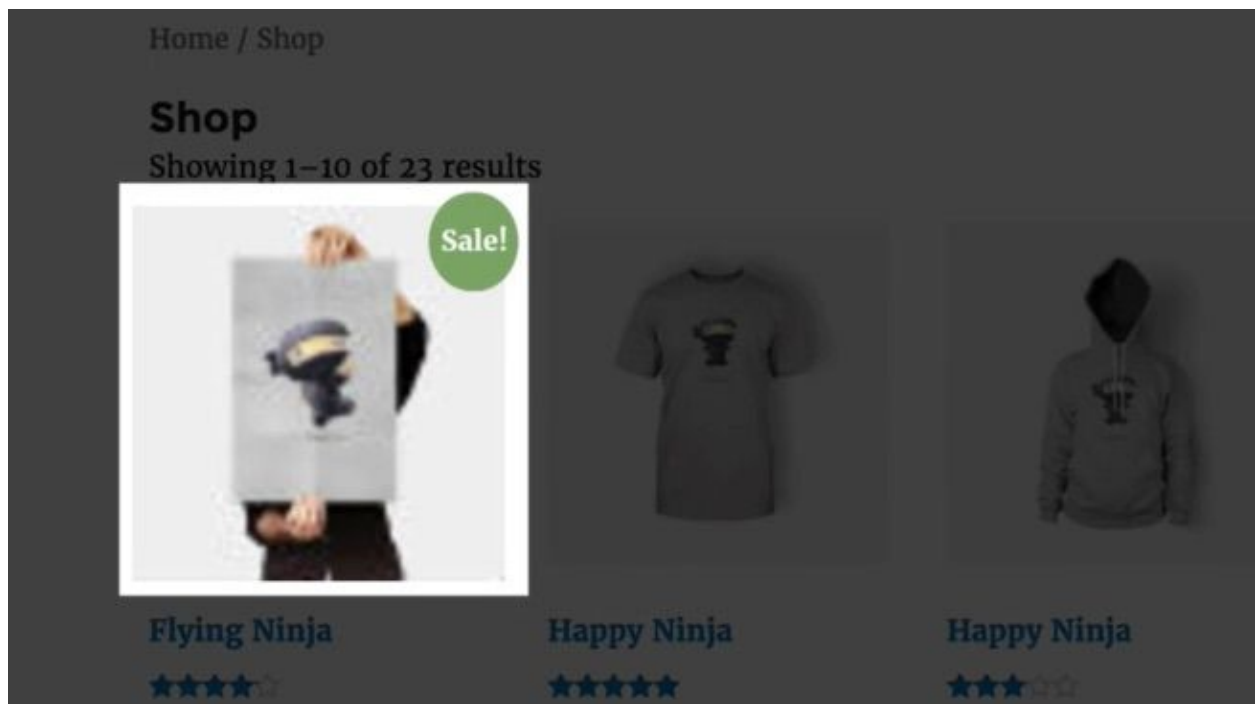 Home / Shop
Shop
Showing 1–10 of 23 results
Sale!
Flying Ninja
Happy Ninja
Happy Ninja